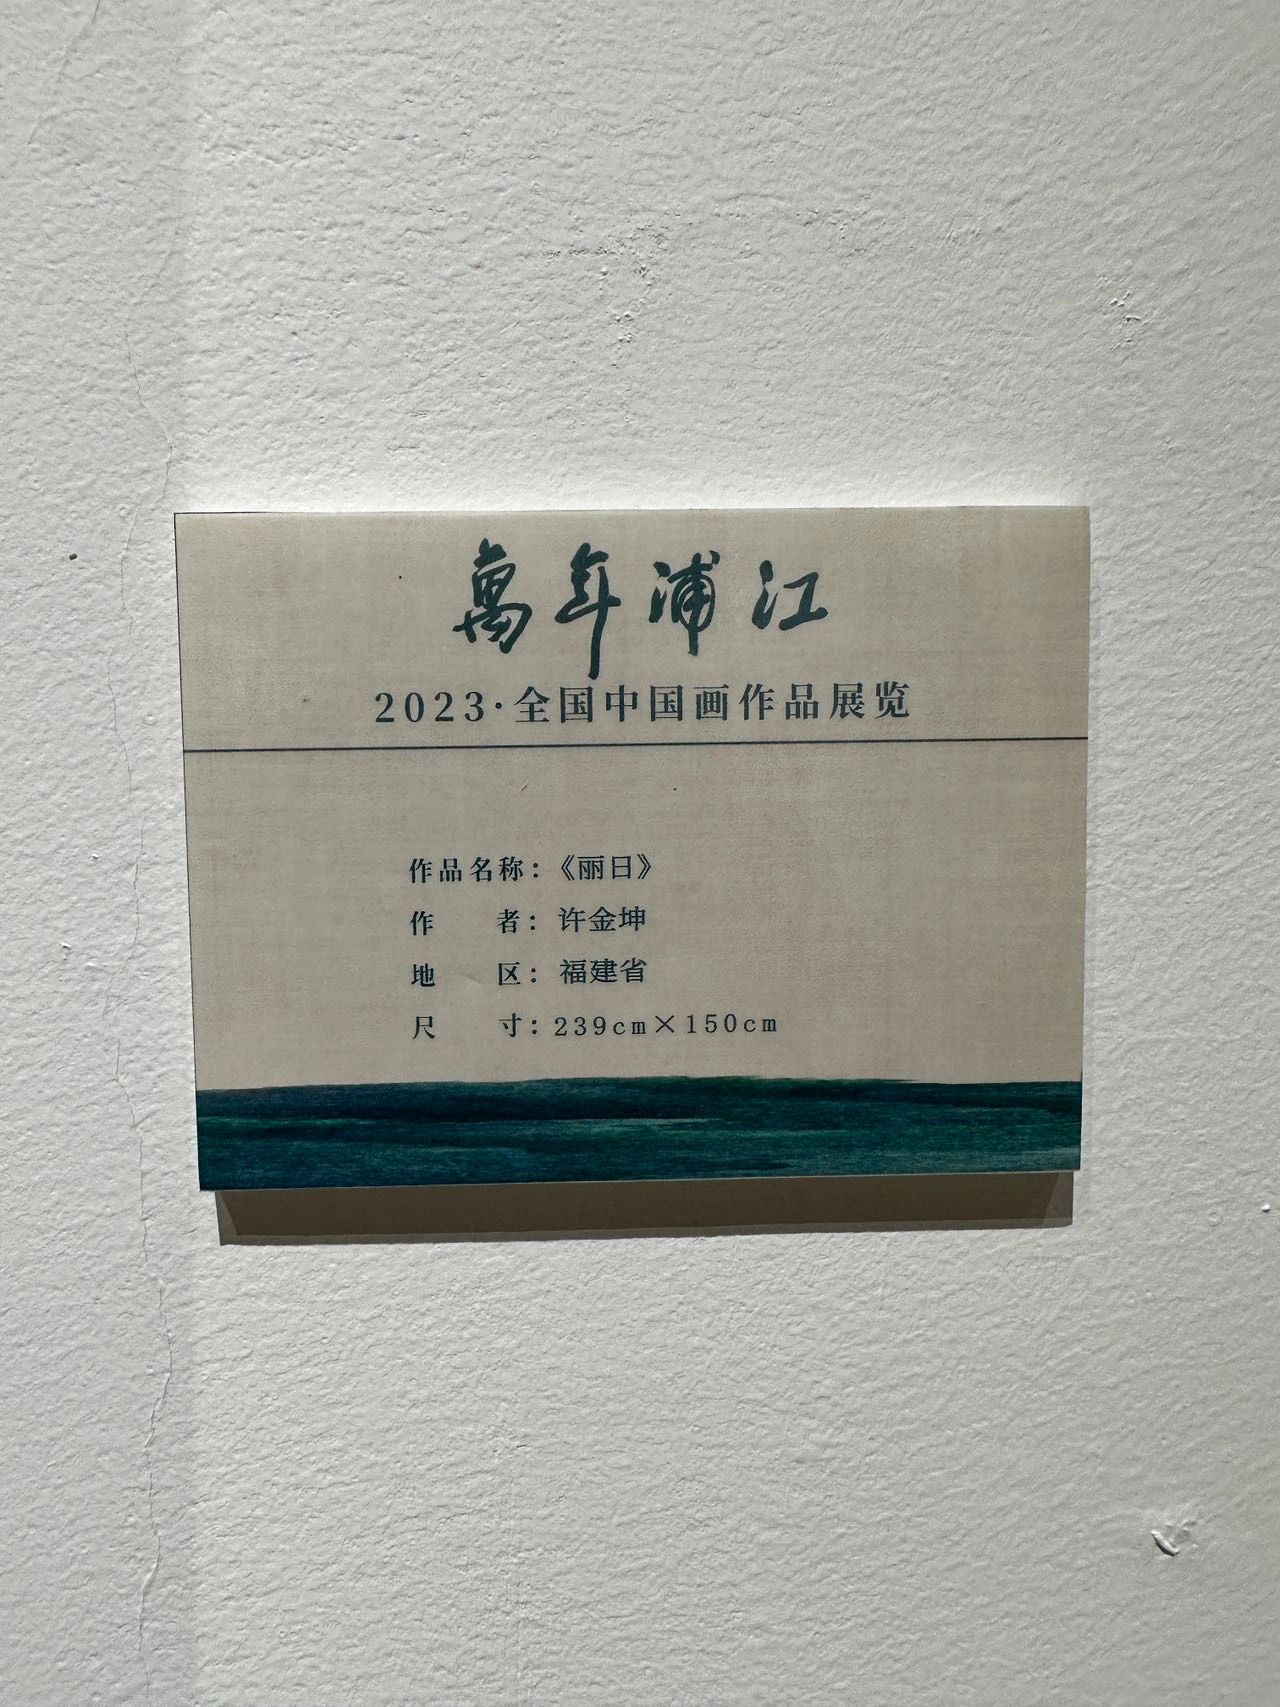 萬年浦江
2023·全国中国画作品展览
作品名称：《丽日》
作者：许金坤
地区：福建省
尺寸：239cm×150cm